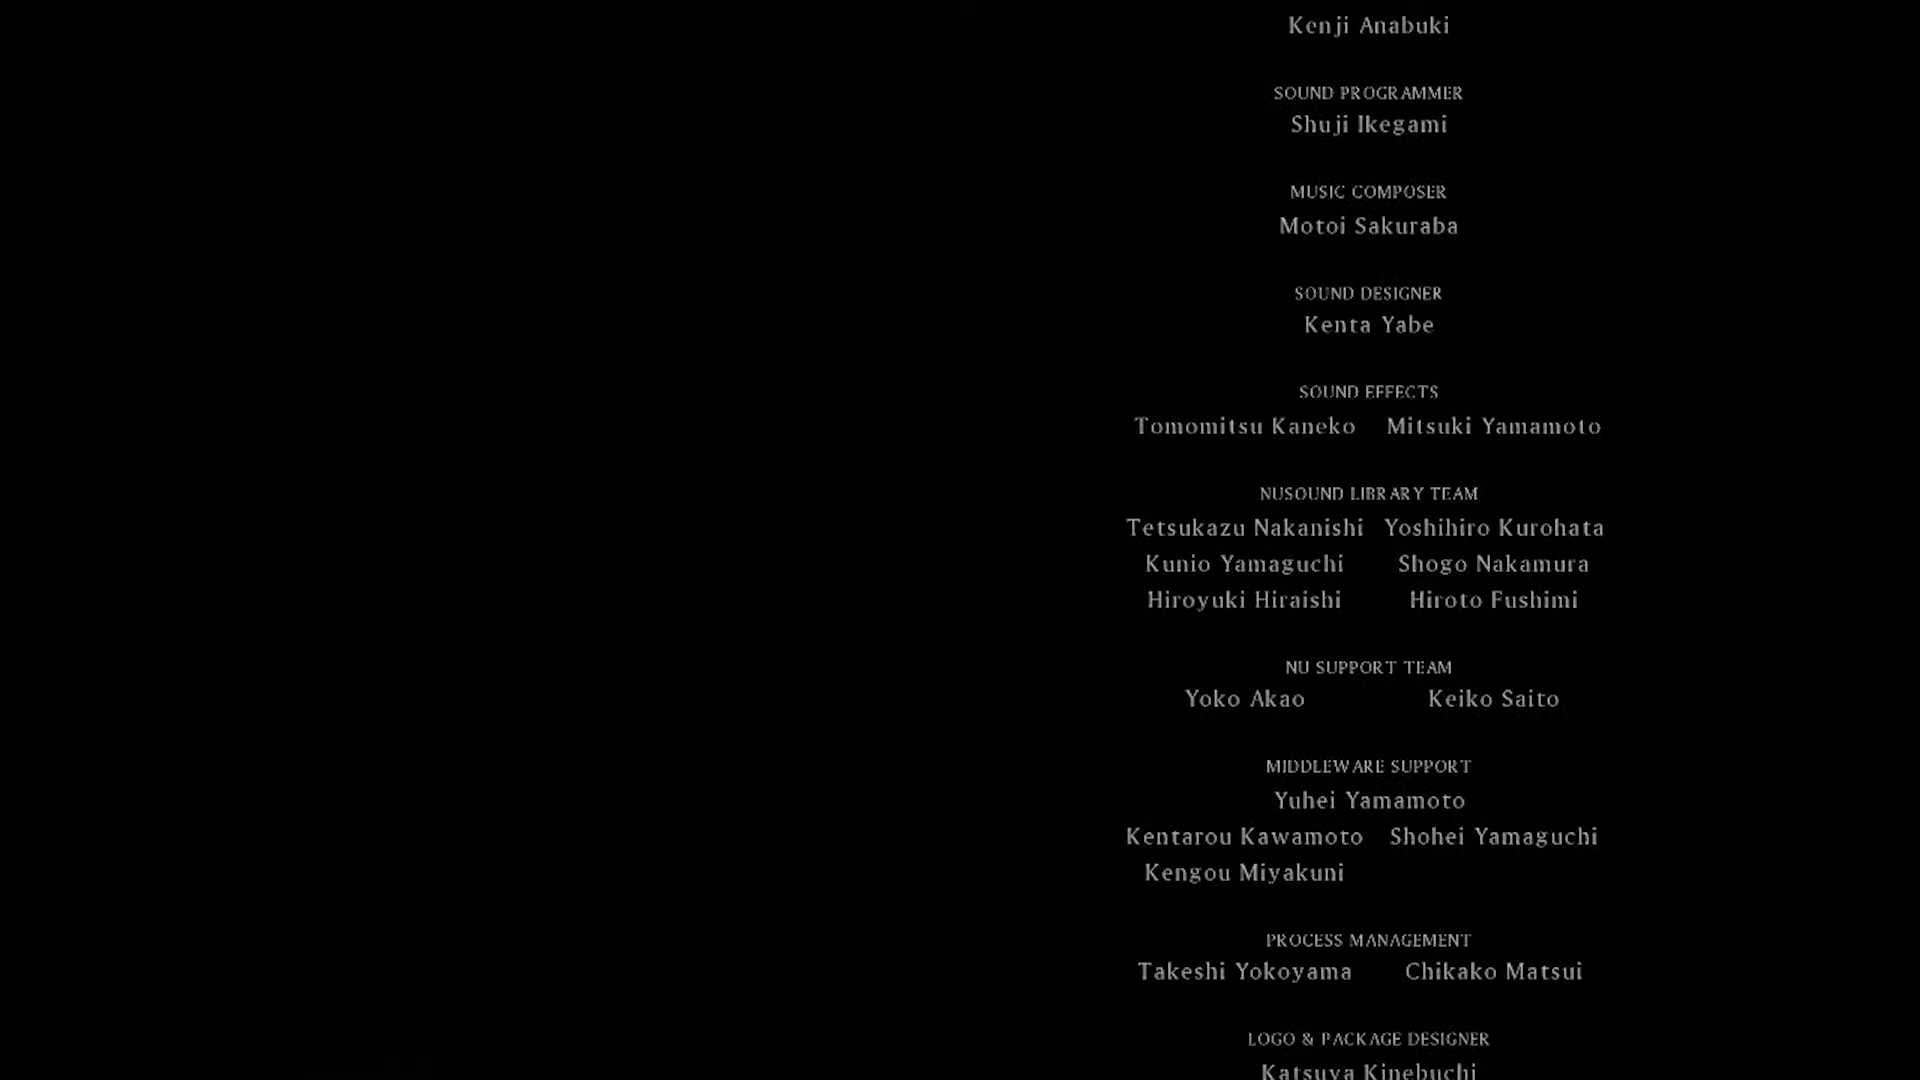 Kenji Anabuki
SOUND PROGRAMMER
Shuji Ikegami
MUSIC COMPOSER
Motoi Sakuraba
SOUND DESIGNER
Kenta Yabe
SOUND EFFECTS
Tomomitsu Kaneko Mitsuki Yamamoto
NUSOUND LIBRARY TEAM
Tetsukazu Nakanishi Yoshihiro Kurohata
Kunio Yamaguchi Shogo Nakamura
Hiroyuki Hiraishi Hiroto Fushimi
NU SUPPORT TEAM
Yoko Akao Keiko Saito
MIDDLEWARE SUPPORT
Yuhei Yamamoto
Kentarou Kawamoto Shohei Yamaguchi
Kengou Miyakuni
PROCESS MANAGEMENT
Takeshi Yokoyama Chikako Matsui
LOGO & PACKAGE DESIGNER
Katsuya Kinebuchi